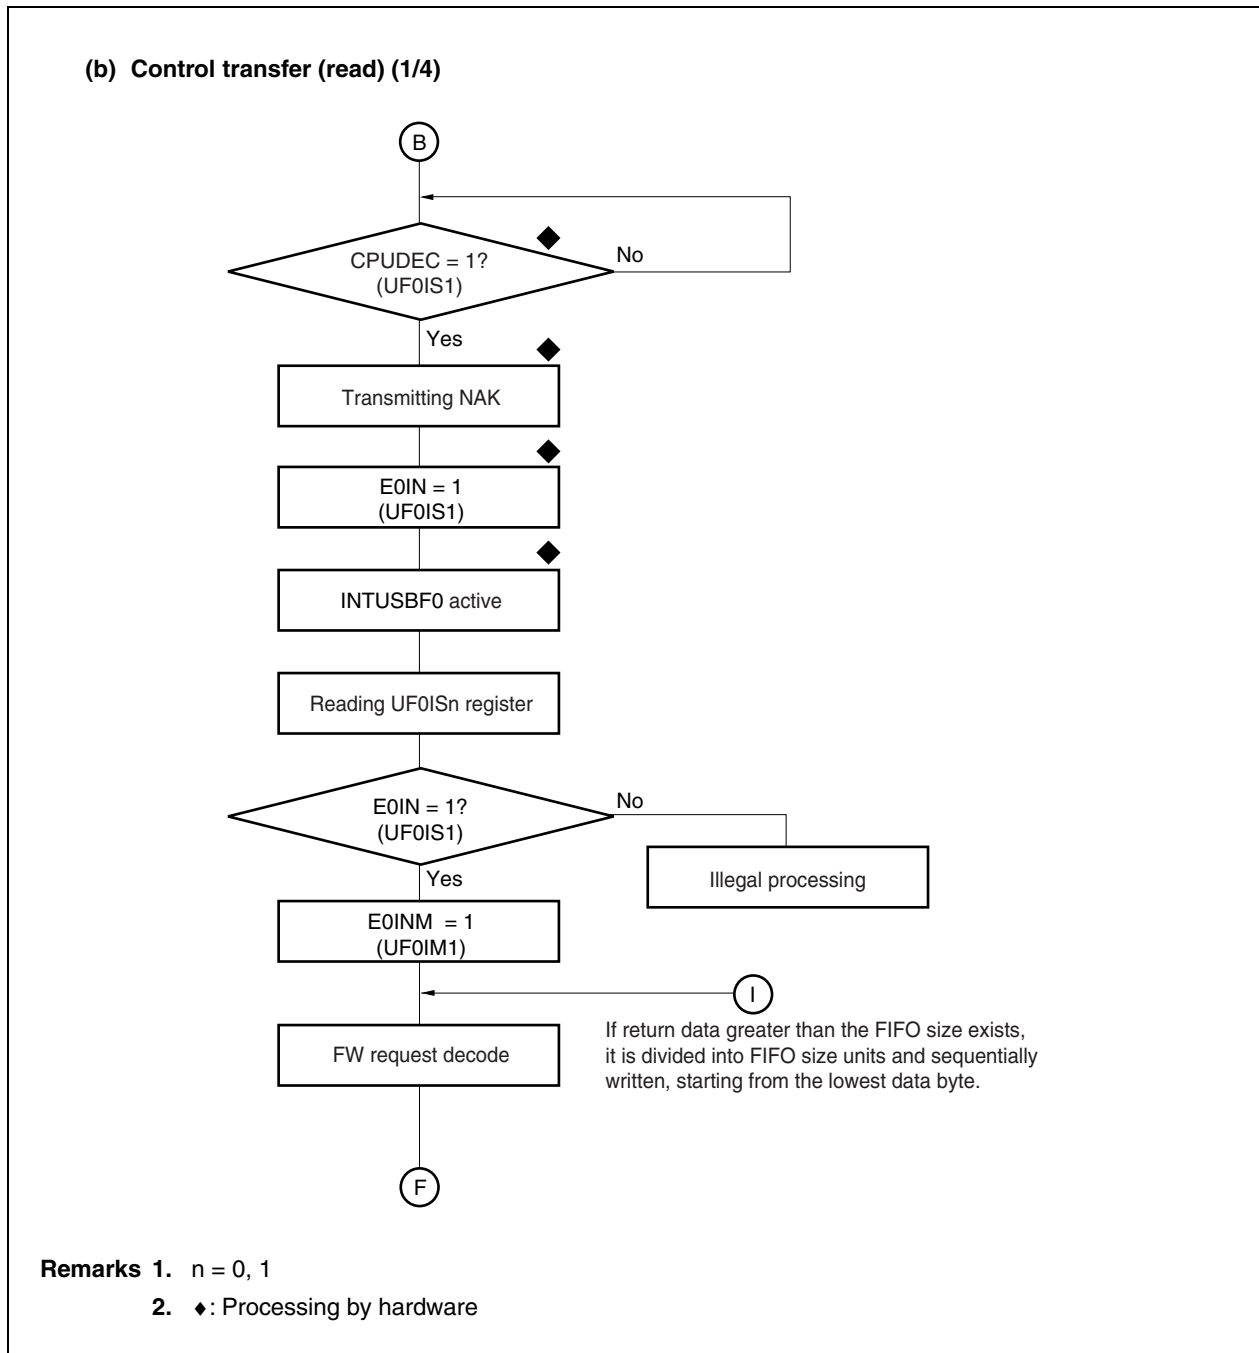 (b) Control transfer (read) (1/4)
B
CPUDEC = 1?
(UF0IS1)
No
Yes
Transmitting NAK
E0IN = 1
(UF0IS1)
INTUSBF0 active
Reading UF0ISn register
E0IN = 1?
(UF0IS1)
No
Illegal processing
Yes
E0INM = 1
(UF0IM1)
I
If return data greater than the FIFO size exists,
it is divided into FIFO size units and sequentially
written, starting from the lowest data byte.
FW request decode
F
Remarks 1. n = 0, 1
2. ♦: Processing by hardware